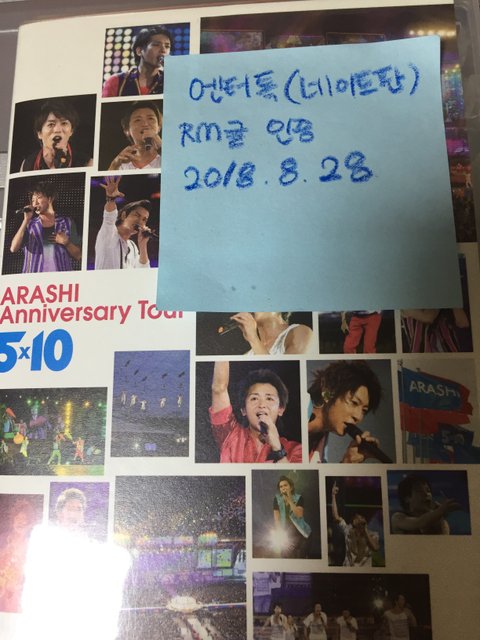 엔터톡(네이트판)
RM귤 인증
2018.8.28
ARASHI
Anniversary Tour
5×10
ARASHI